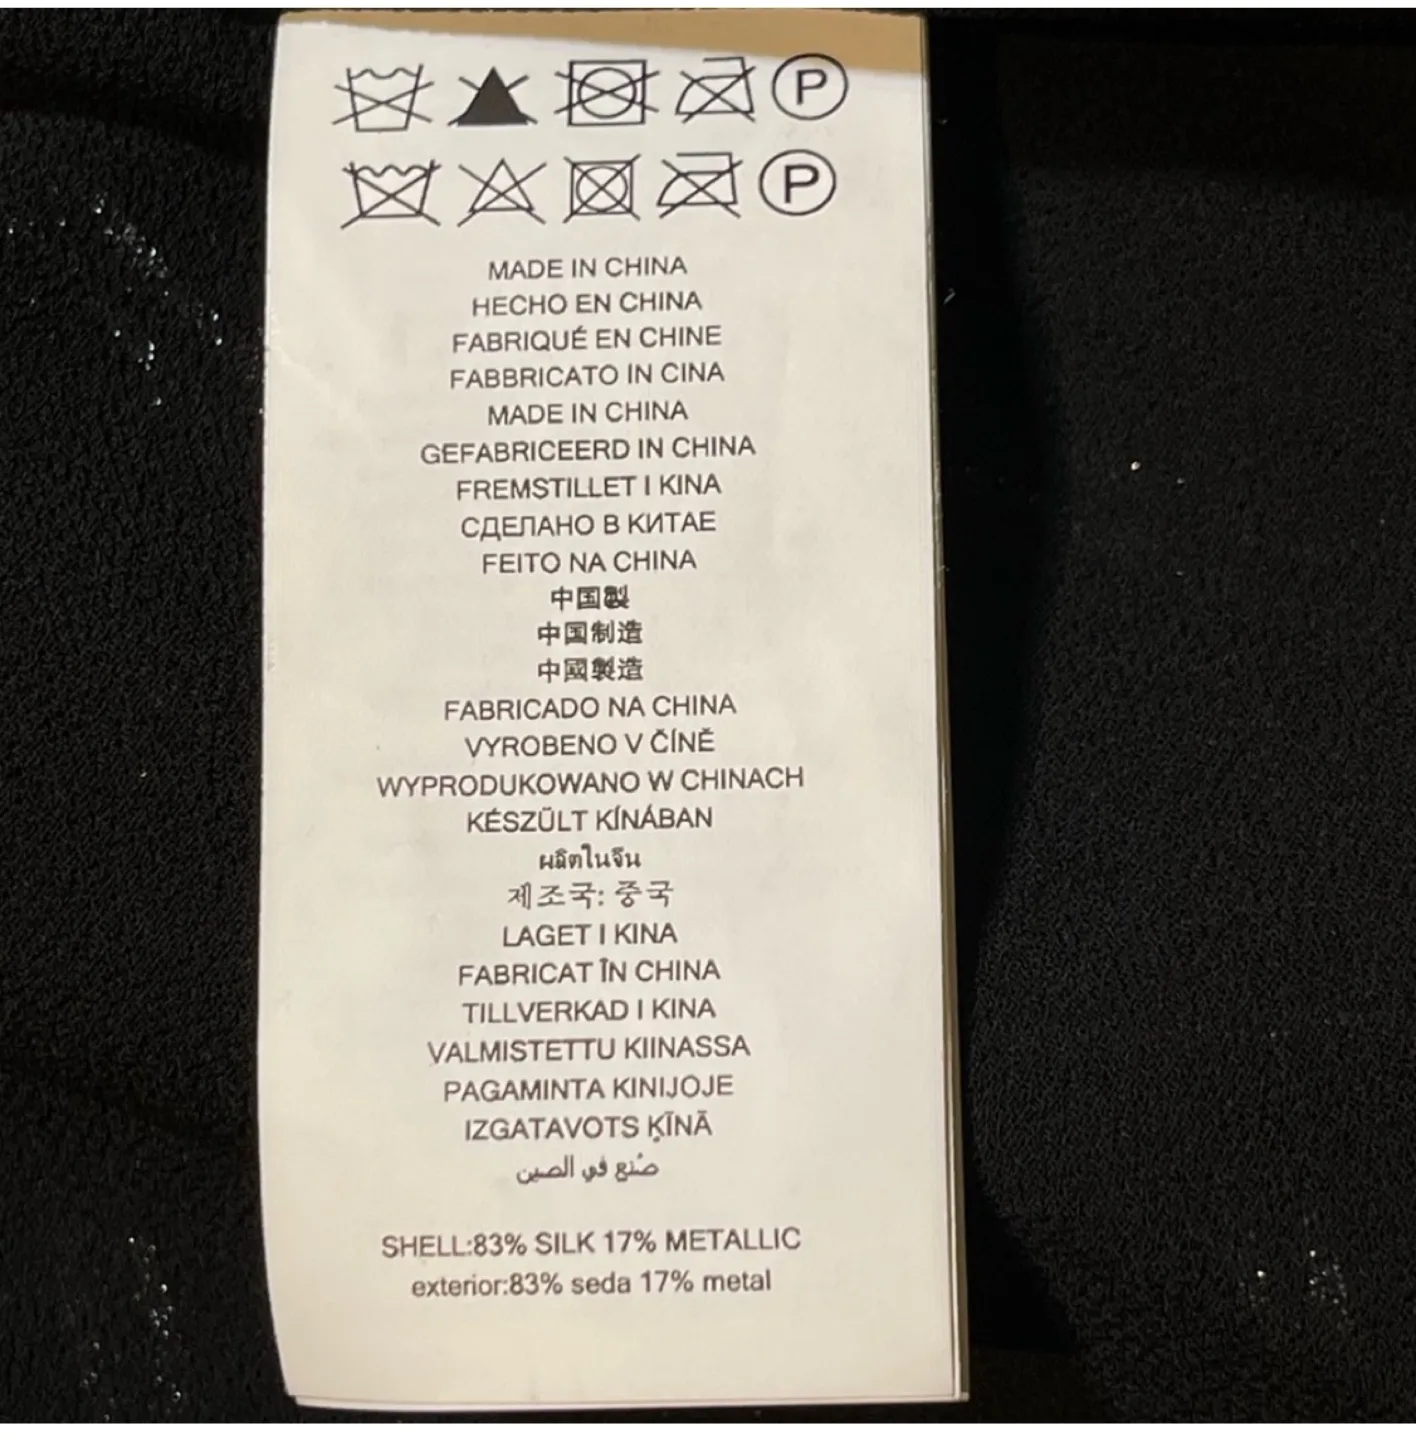 P
P
MADE IN CHINA
HECHO EN CHINA
FABRIQUÉ EN CHINE
FABBRICATO IN CINA
MADE IN CHINA
GEFABRICEERD IN CHINA
FREMSTILLET I KINA
СДЕЛАНО В КИТАЕ
FEITO NA CHINA
中国製
中国制造
中國製造
FABRICADO NA CHINA
VYROBENO V ČÍNĚ
WYPRODUKOWANO W CHINACH
KÉSZÜLT KÍNÁBAN
ผลิตในจีน
제조국: 중국
LAGET I KINA
FABRICAT ÎN CHINA
TILLVERKAD I KINA
VALMISTETTU KIINASSA
PAGAMINTA KINIJOJE
IZGATAVOTS ĶĪNĀ
صُنع في الصين
SHELL:83% SILK 17% METALLIC
exterior:83% seda 17% metal